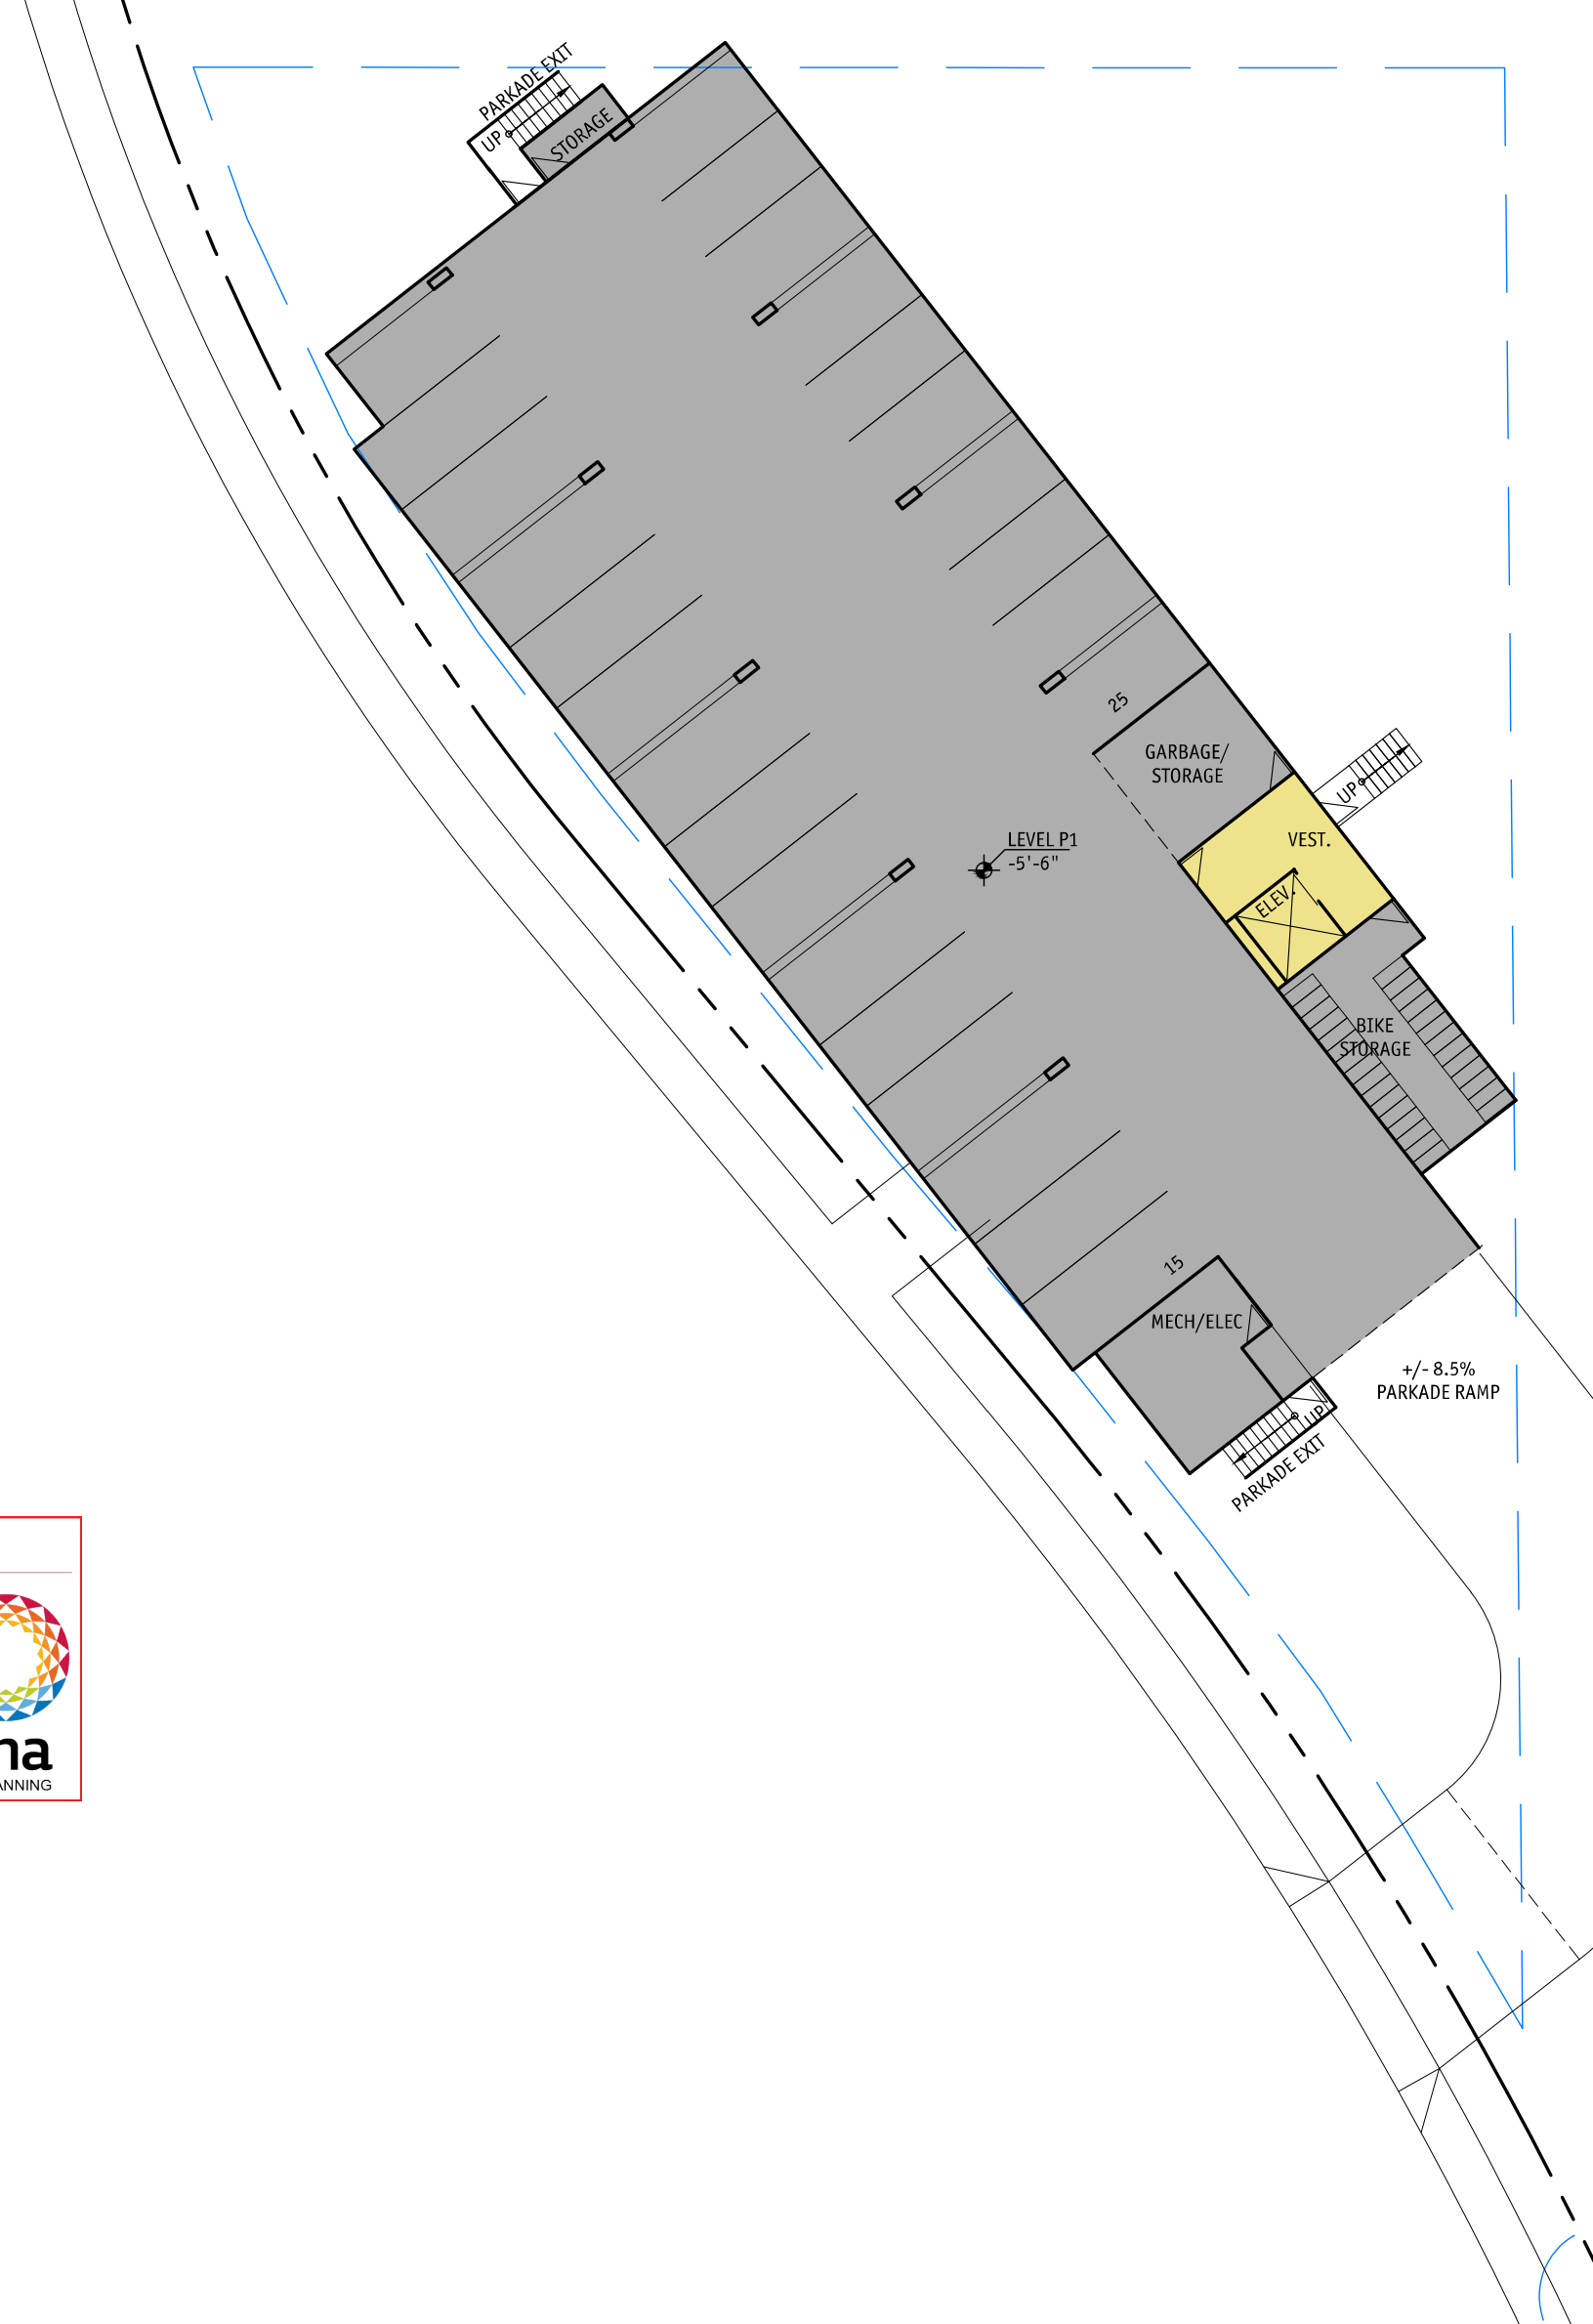 PARKADE EXIT
UP
STORAGE
25
GARBAGE/
STORAGE
UP
LEVEL P1
-5'-6"
VEST.
ELEV.
BIKE
STORAGE
15
MECH/ELEC
+/- 8.5%
PARKADE RAMP
UP
PARKADE EXIT
na
ANNING